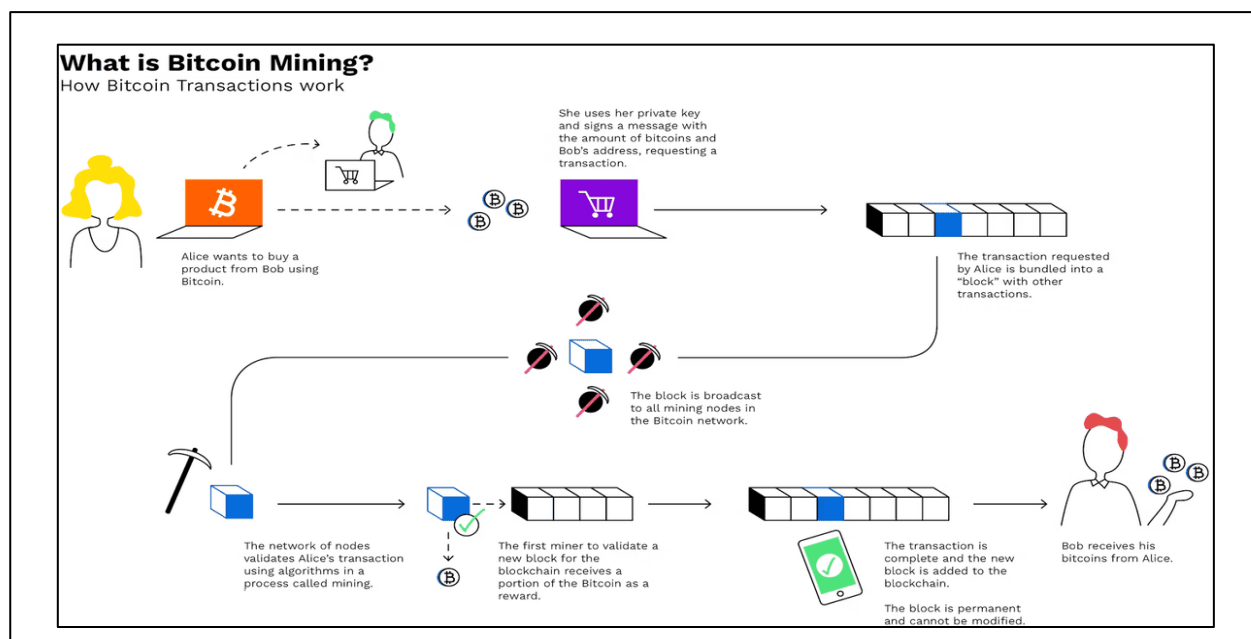 What is Bitcoin Mining?
How Bitcoin Transactions work
She uses her private key
and signs a message with
the amount of bitcoins and
Bob's address, requesting a
transaction.
Alice wants to buy a
product from Bob using
Bitcoin.
The transaction requested
by Alice is bundled into a
“block” with other
transactions.
The block is broadcast
to all mining nodes in
the Bitcoin network.
The network of nodes
validates Alice's transaction
using algorithms in a
process called mining.
The first miner to validate a
new block for the
blockchain receives a
portion of the Bitcoin as a
reward.
The transaction is
complete and the new
block is added to the
blockchain.
The block is permanent
and cannot be modified.
Bob receives his
bitcoins from Alice.